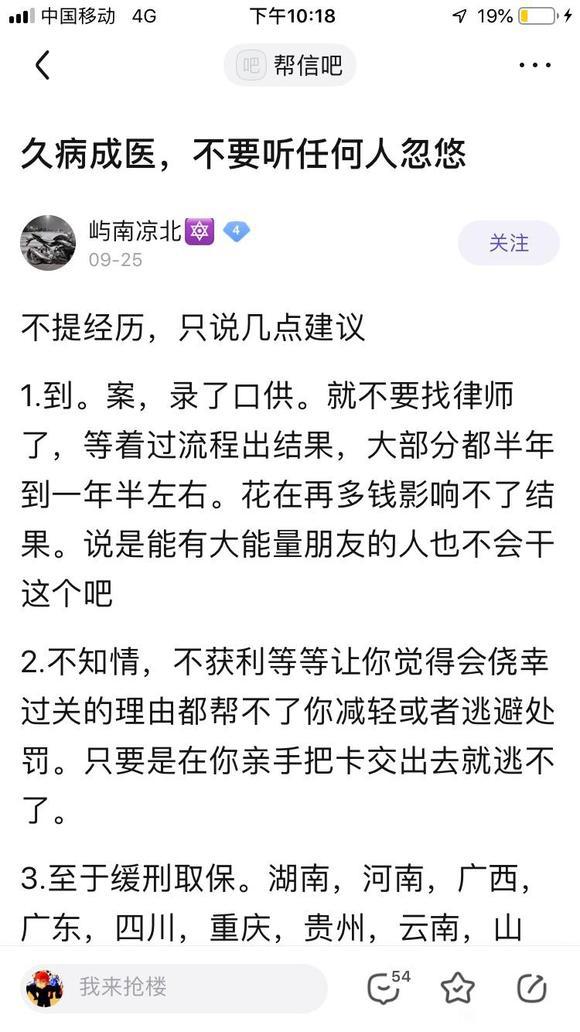 中国移动 4G 下午10:18 19%
吧 帮信吧
久病成医，不要听任何人忽悠
屿南凉北🔯 4
09-25
关注
不提经历，只说几点建议
1.到。案，录了口供。就不要找律师
了，等着过流程出结果，大部分都半年
到一年半左右。花在再多钱影响不了结
果。说是能有大能量朋友的人也不会干
这个吧
2.不知情，不获利等等让你觉得会侥幸
过关的理由都帮不了你减轻或者逃避处
罚。只要是在你亲手把卡交出去就逃不
了。
3.至于缓刑取保。湖南，河南，广西，
广东，四川，重庆，贵州，云南，山
我来抢楼
54